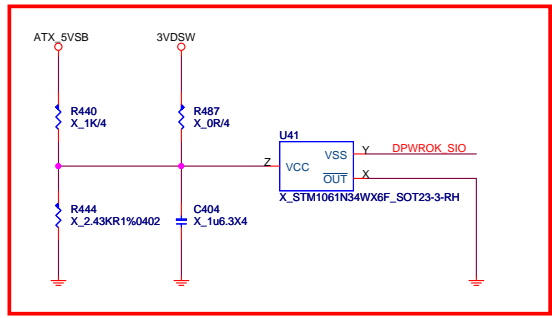 ATX_5VSB
3VDSW
R440
X_1K/4
R487
X_0R/4
U41
Z
VCC
VSS
OUT
Y
X
DPWROK_SIO
X_STM1061N34WX6F_SOT23-3-RH
R444
X_2.43KR1%0402
C404
X_1u6.3X4